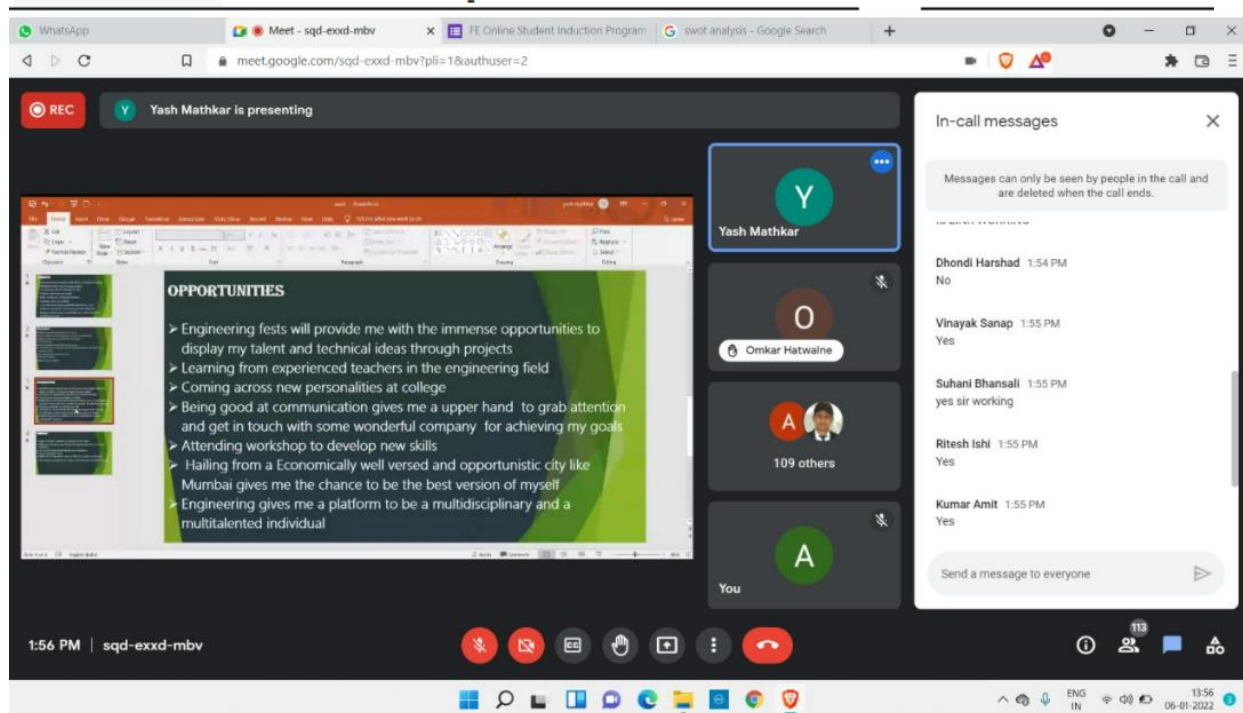 WhatsApp
Meet - sqd-exxd-mbv
FE Online Student Induction Program
swot analysis - Google Search
meet.google.com/sqd-exxd-mbv?pli=1&authuser=2
REC
Y
Yash Mathkar is presenting
OPPORTUNITIES
➢ Engineering fests will provide me with the immense opportunities to
display my talent and technical ideas through projects
➢ Learning from experienced teachers in the engineering field
➢ Coming across new personalities at college
➢ Being good at communication gives me a upper hand to grab attention
and get in touch with some wonderful company for achieving my goals
➢ Attending workshop to develop new skills
➢ Hailing from a Economically well versed and opportunistic city like
Mumbai gives me the chance to be the best version of myself
➢ Engineering gives me a platform to be a multidisciplinary and a
multitalented individual
Y
Yash Mathkar
O
Omkar Hatwalne
A
109 others
A
You
In-call messages
Messages can only be seen by people in the call and
are deleted when the call ends.
Dhondi Harshad 1:54 PM
No
Vinayak Sanap 1:55 PM
Yes
Suhani Bhansali 1:55 PM
yes sir working
Ritesh Ishi 1:55 PM
Yes
Kumar Amit 1:55 PM
Yes
Send a message to everyone
1:56 PM | sqd-exxd-mbv
113
ENG
IN
13:56
06-01-2022